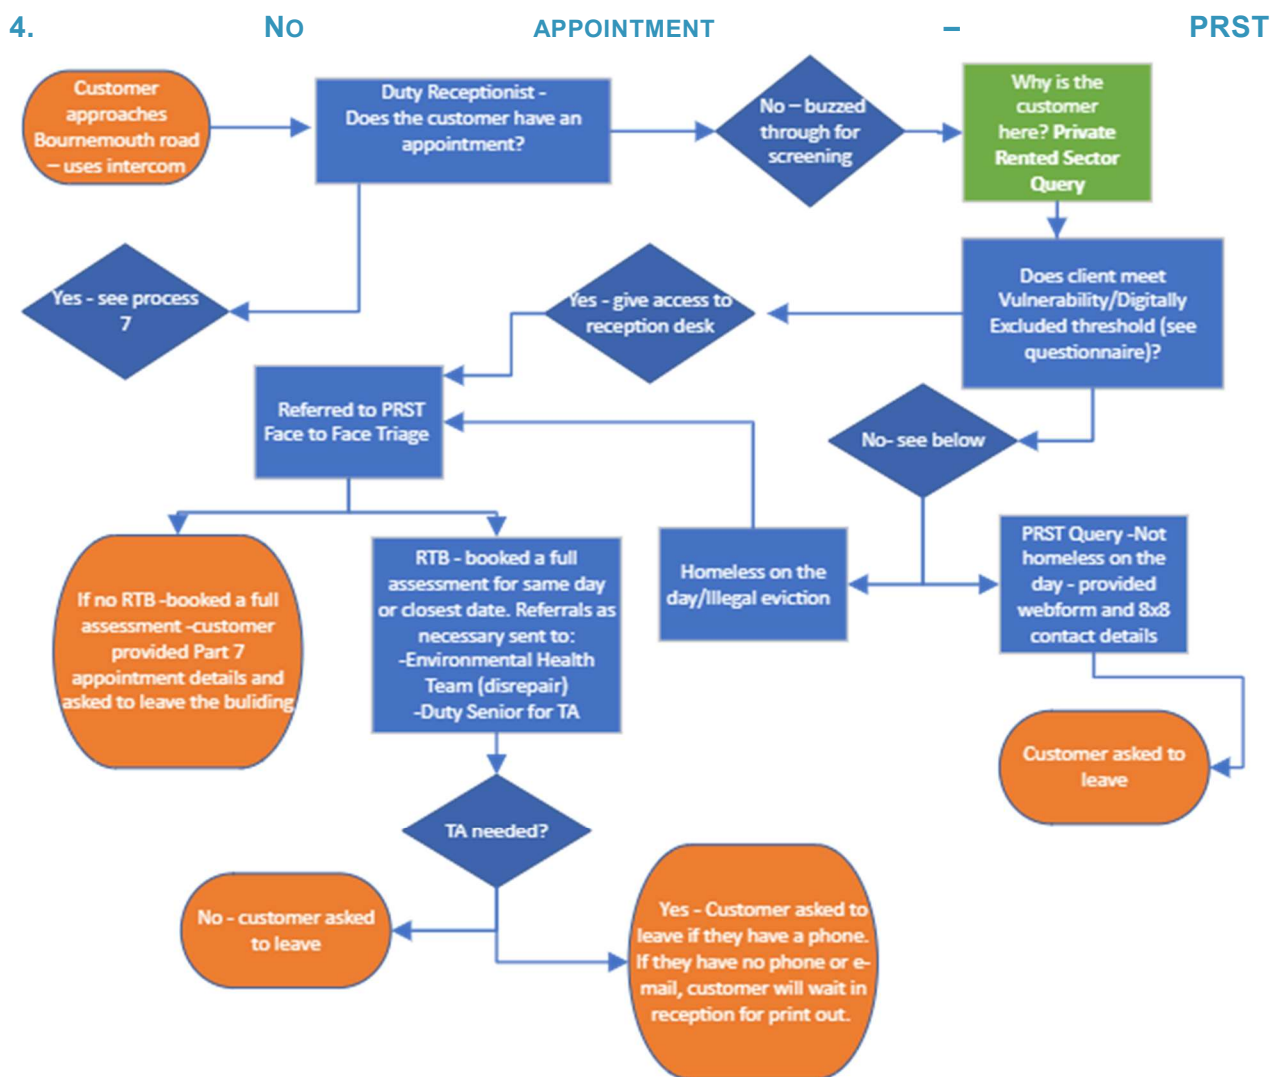 4. NO APPOINTMENT – PRST
Customer
approaches
Bournemouth road
– uses intercom
Duty Receptionist -
Does the customer have an
appointment?
No – buzzed
through for
screening
Why is the
customer
here? Private
Rented Sector
Query
Yes - see process
7
Yes - give access to
reception desk
Does client meet
Vulnerability/Digitally
Excluded threshold (see
questionnaire)?
Referred to PRST
Face to Face Triage
No- see below
If no RTB -booked a full
assessment -customer
provided Part 7
appointment details and
asked to leave the buliding
RTB - booked a full
assessment for same day
or closest date. Referrals as
necessary sent to:
-Environmental Health
Team (disrepair)
-Duty Senior for TA
Homeless on the
day/Illegal eviction
PRST Query -Not
homeless on the
day - provided
webform and 8x8
contact details
Customer asked to
leave
TA needed?
No - customer asked
to leave
Yes - Customer asked to
leave if they have a phone.
If they have no phone or e-
mail, customer will wait in
reception for print out.